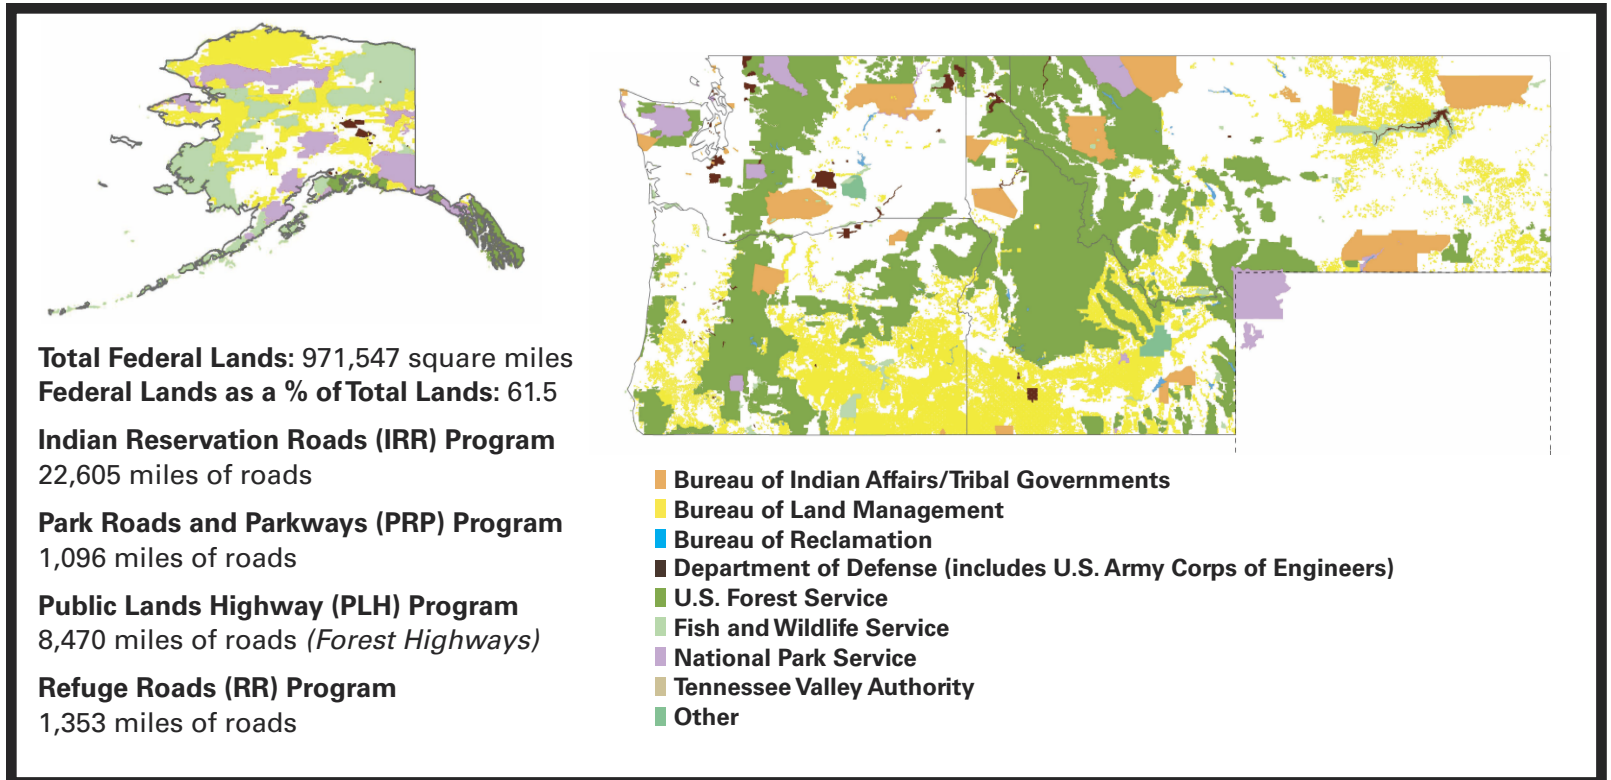 Total Federal Lands: 971,547 square miles
Federal Lands as a % of Total Lands: 61.5
Indian Reservation Roads (IRR) Program
22,605 miles of roads
Park Roads and Parkways (PRP) Program
1,096 miles of roads
Public Lands Highway (PLH) Program
8,470 miles of roads (Forest Highways)
Refuge Roads (RR) Program
1,353 miles of roads
Bureau of Indian Affairs/Tribal Governments
Bureau of Land Management
Bureau of Reclamation
Department of Defense (includes U.S. Army Corps of Engineers)
U.S. Forest Service
Fish and Wildlife Service
National Park Service
Tennessee Valley Authority
Other